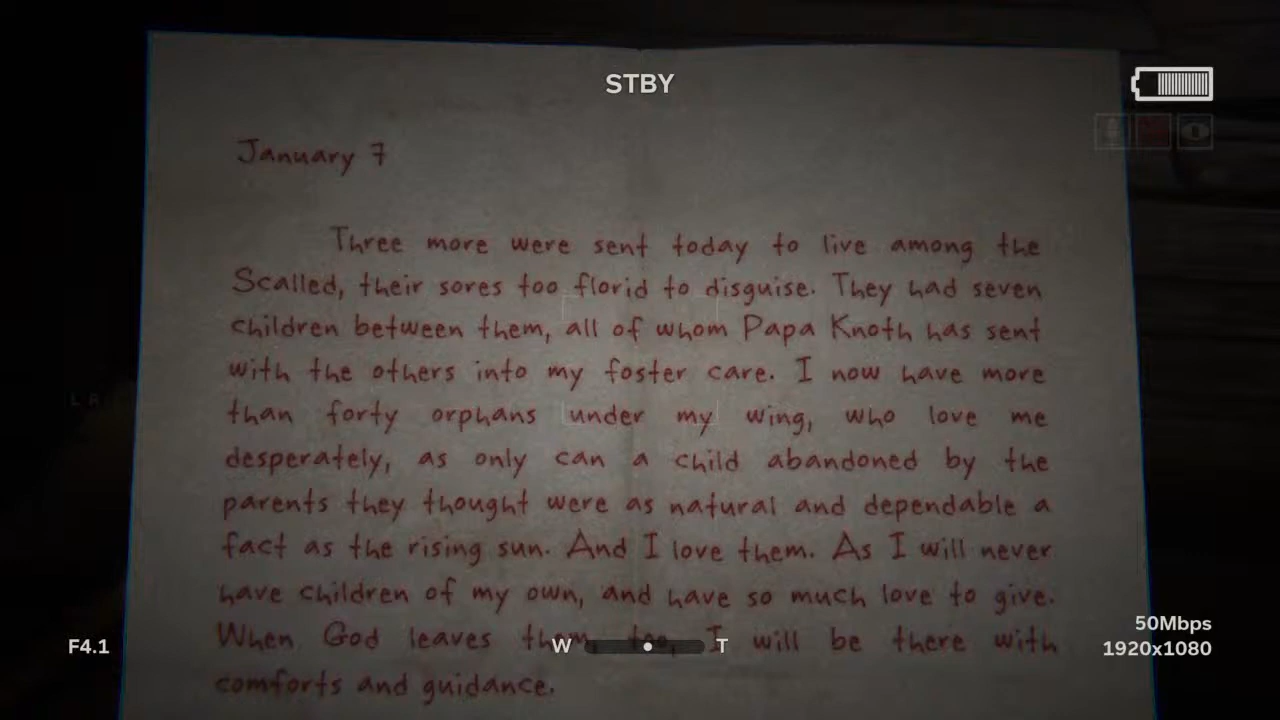 STBY
January 7
Three more were sent today to live among the
Scalled, their sores too florid to disguise. They had seven
children between them, all of whom Papa Knoth has sent
with the others into my foster care. I now have more
than forty orphans under my wing, who love me
desperately, as only can a child abandoned by the
parents they thought were as natural and dependable a
fact as the rising sun. And I love them. As I will never
have children of my own, and have so much love to give.
When God leaves them, too, I will be there with
comforts and guidance.
L R
F4.1
W T
50Mbps
1920x1080